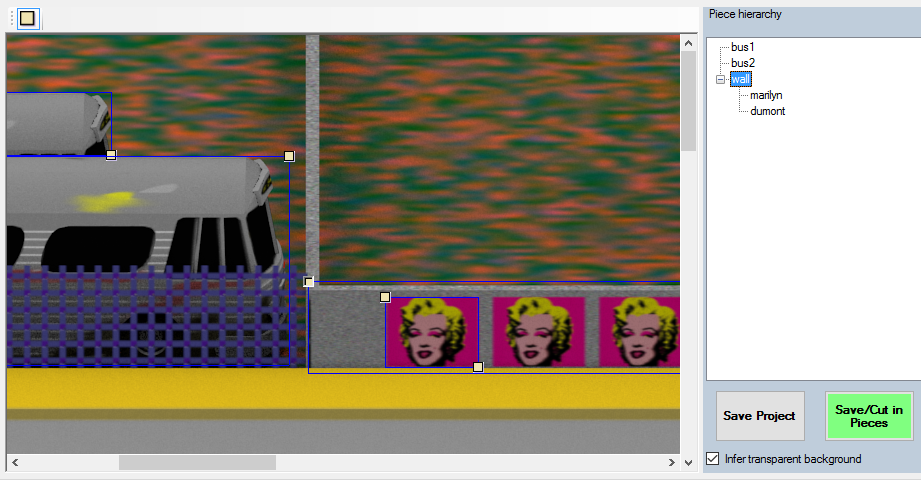 Piece hierarchy
bus1
bus2
wall
marilyn
dumont
Save Project
Save/Cut in
Pieces
Infer transparent background